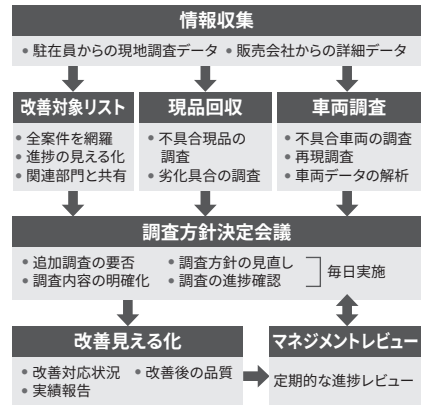 情報収集
• 駐在員からの現地調査データ • 販売会社からの詳細データ
改善対象リスト
• 全案件を網羅
• 進捗の見える化
• 関連部門と共有
現品回収
• 不具合現品の
調査
• 劣化具合の調査
車両調査
• 不具合車両の調査
• 再現調査
• 車両データの解析
調査方針決定会議
• 追加調査の要否 • 調査方針の見直し
• 調査内容の明確化 • 調査の進捗確認
毎日実施
改善見える化
• 改善対応状況 • 改善後の品質
• 実績報告
マネジメントレビュー
定期的な進捗レビュー